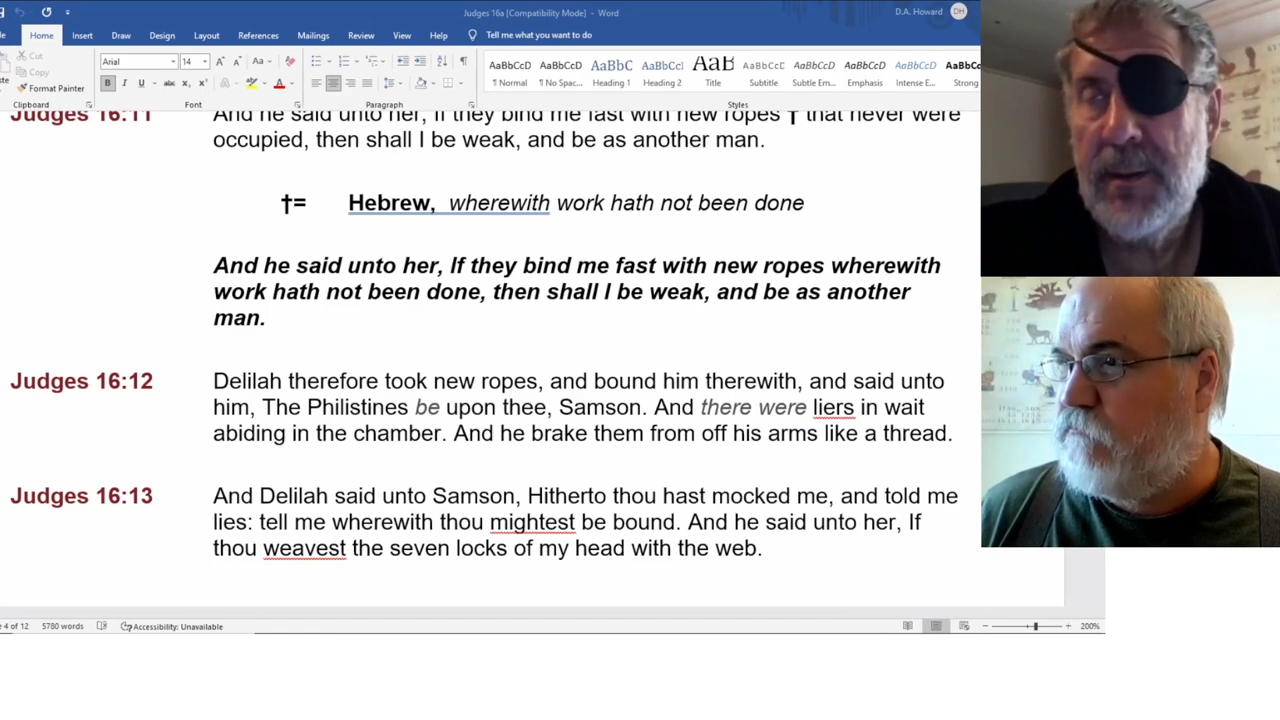 Judges 16a [Compatibility Mode] - Word
D.A. Howard
DH
Home Insert Draw Design Layout References Mailings Review View Help Tell me what you want to do
Cut
Copy
Format Painter
Clipboard
Arial 14
Font
Paragraph
AaBbCcD AaBbCcD AaBbC AaBbCcl AaB AaBbCcD AaBbCcD AaBbCcD AaBbCcD AaBbCc
¶ Normal ¶ No Spac... Heading 1 Heading 2 Title Subtitle Subtle Em... Emphasis Intense E... Strong
Styles
Judges 16:11 And he said unto her, If they bind me fast with new ropes † that never were
occupied, then shall I be weak, and be as another man.
†= Hebrew, wherewith work hath not been done
And he said unto her, If they bind me fast with new ropes wherewith
work hath not been done, then shall I be weak, and be as another
man.
Judges 16:12 Delilah therefore took new ropes, and bound him therewith, and said unto
him, The Philistines be upon thee, Samson. And there were liers in wait
abiding in the chamber. And he brake them from off his arms like a thread.
Judges 16:13 And Delilah said unto Samson, Hitherto thou hast mocked me, and told me
lies: tell me wherewith thou mightest be bound. And he said unto her, If
thou weavest the seven locks of my head with the web.
4 of 12 5780 words Accessibility: Unavailable 200%